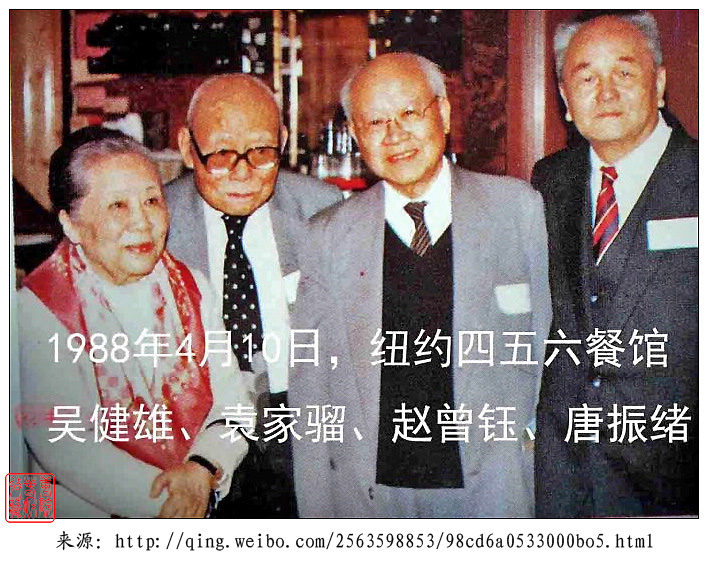 1988年4月10日，纽约四五六餐馆
吴健雄、袁家骝、赵曾钰、唐振绪
来源：http://qing.weibo.com/2563598853/98cd6a0533000bo5.html